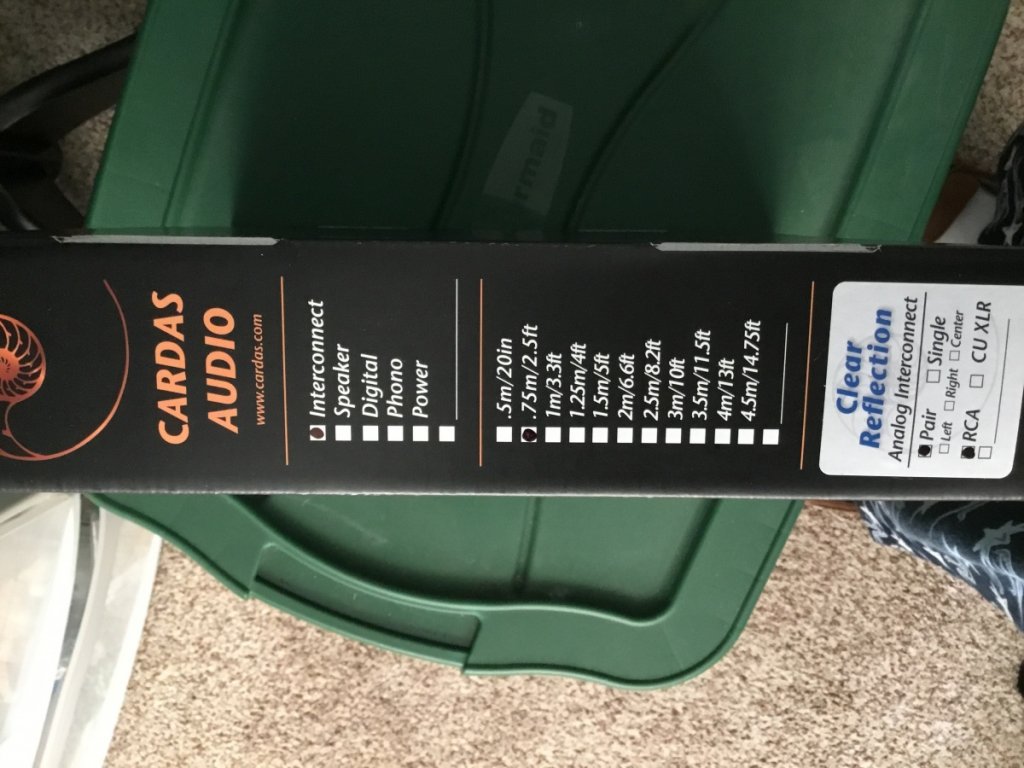 CARDAS
AUDIO
www.cardas.com
Interconnect
Speaker
Digital
Phono
Power
.5m/20in
.75m/2.5ft
1m/3.3ft
1.25m/4ft
1.5m/5ft
2m/6.6ft
2.5m/8.2ft
3m/10ft
3.5m/11.5ft
4m/13ft
4.5m/14.75ft
Clear
Reflection
Analog Interconnect
Pair Single
Left Right Center
RCA CU XLR